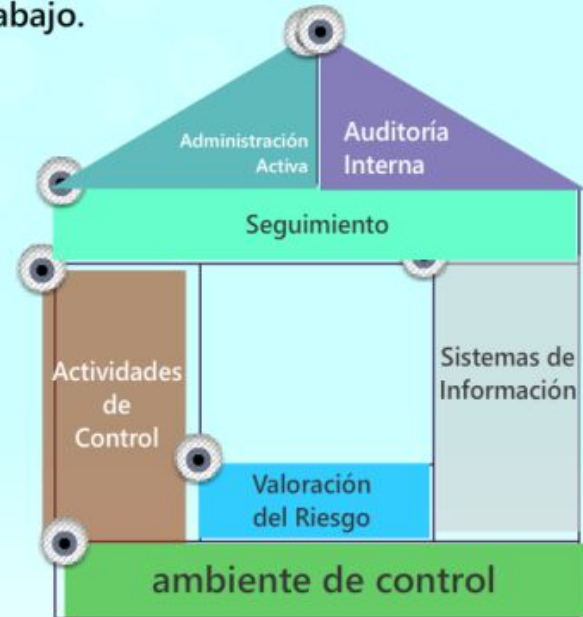 abajo.
Administración
Activa
Auditoría
Interna
Seguimiento
Actividades
de
Control
Sistemas de
Información
Valoración
del Riesgo
ambiente de control